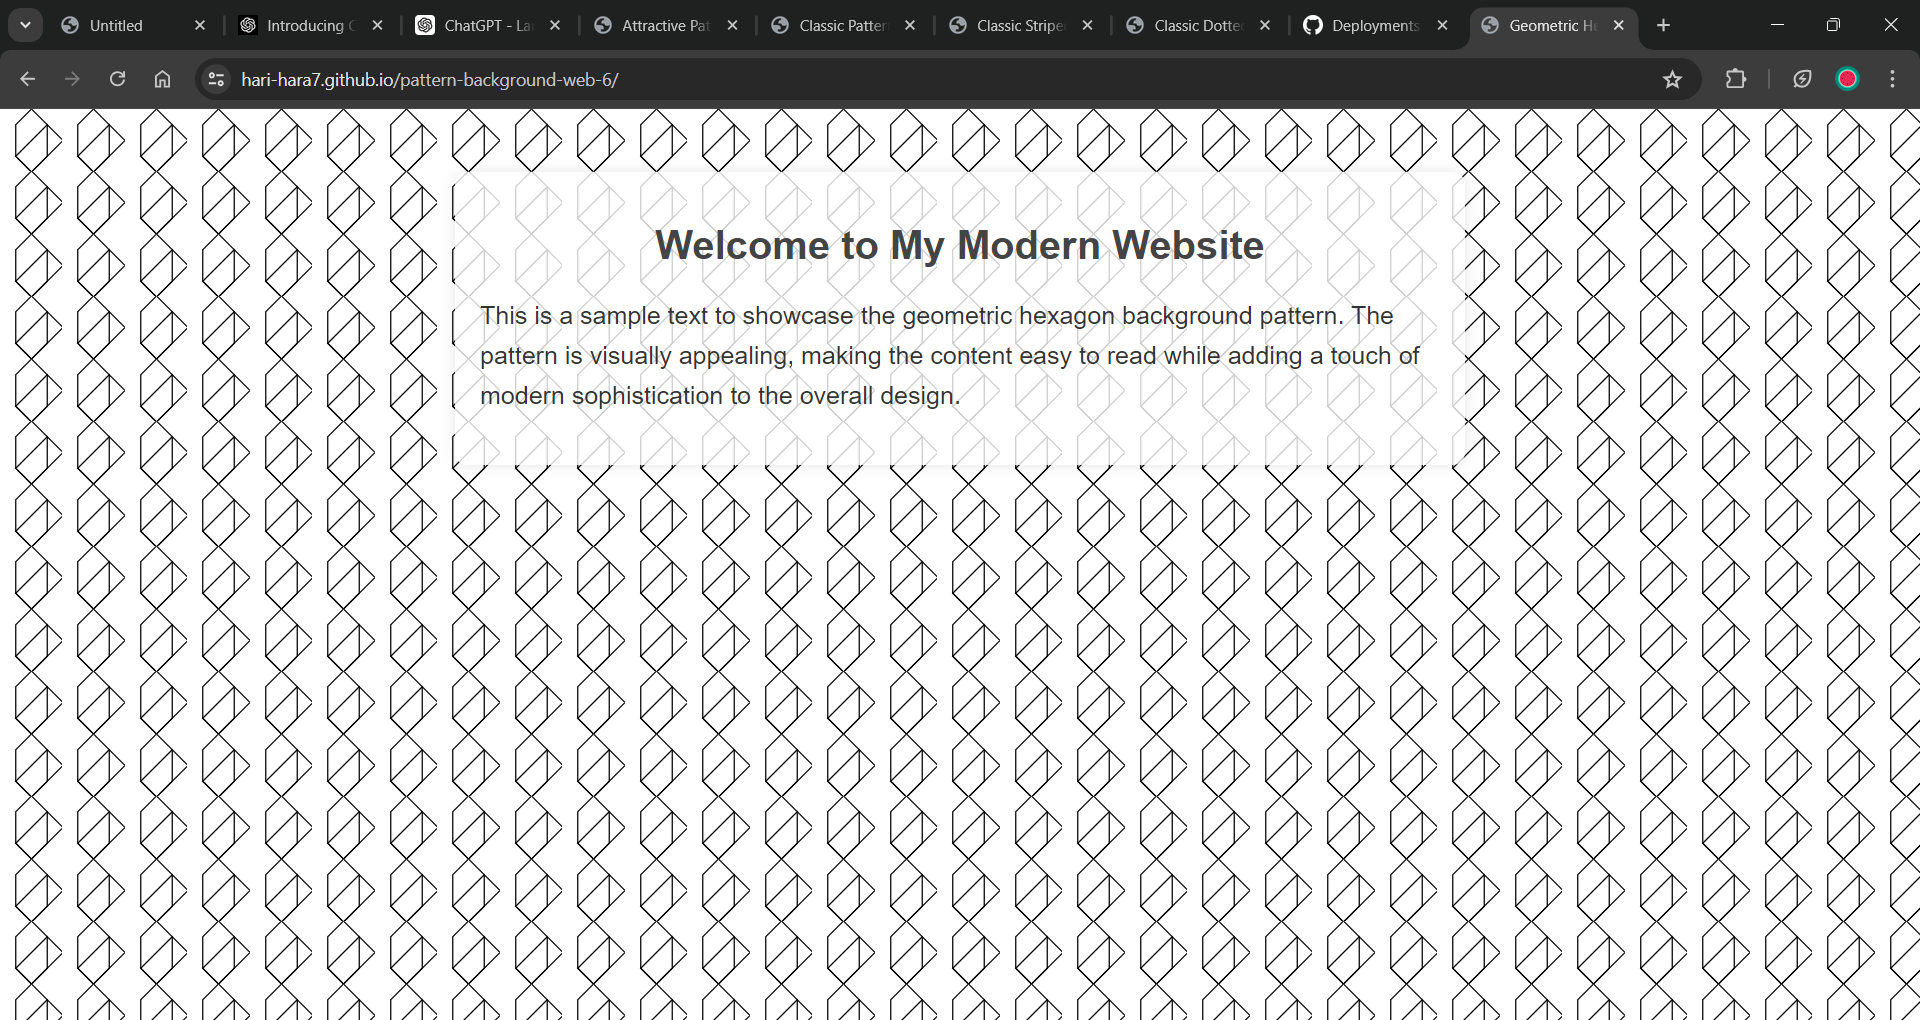 Untitled
Introducing C
ChatGPT - La
Attractive Pat
Classic Patter
Classic Stripe
Classic Dotte
Deployments
Geometric He
hari-hara7.github.io/pattern-background-web-6/
Welcome to My Modern Website
This is a sample text to showcase the geometric hexagon background pattern. The
pattern is visually appealing, making the content easy to read while adding a touch of
modern sophistication to the overall design.